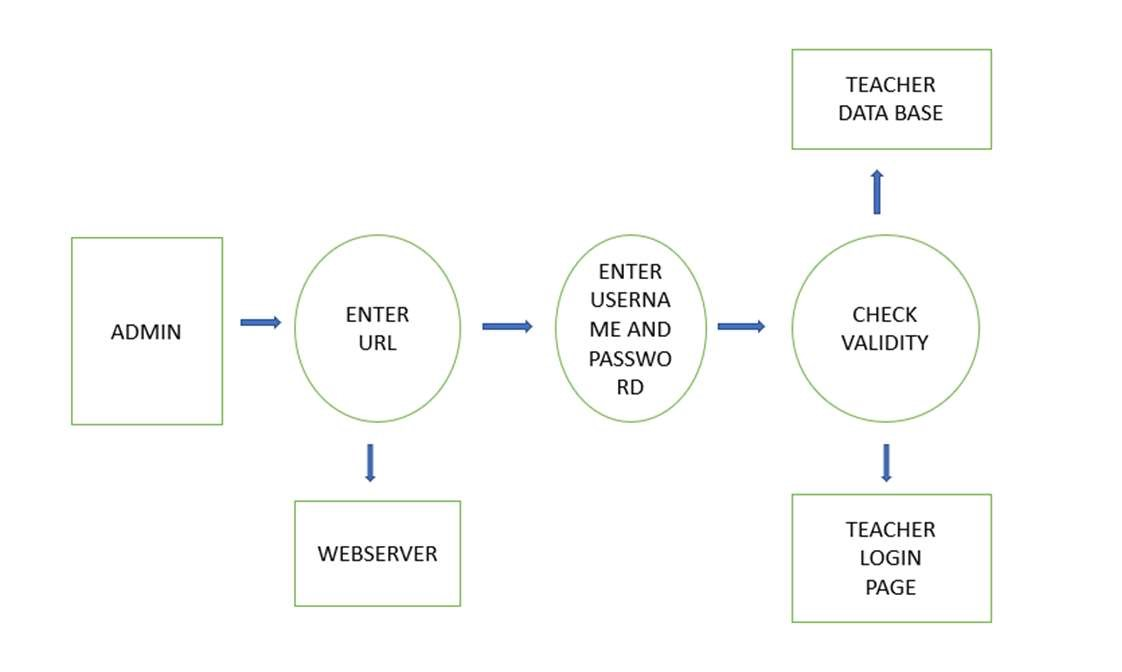 TEACHER
DATA BASE
ADMIN
ENTER
URL
ENTER
USERNA
ME AND
PASSWO
RD
CHECK
VALIDITY
WEBSERVER
TEACHER
LOGIN
PAGE